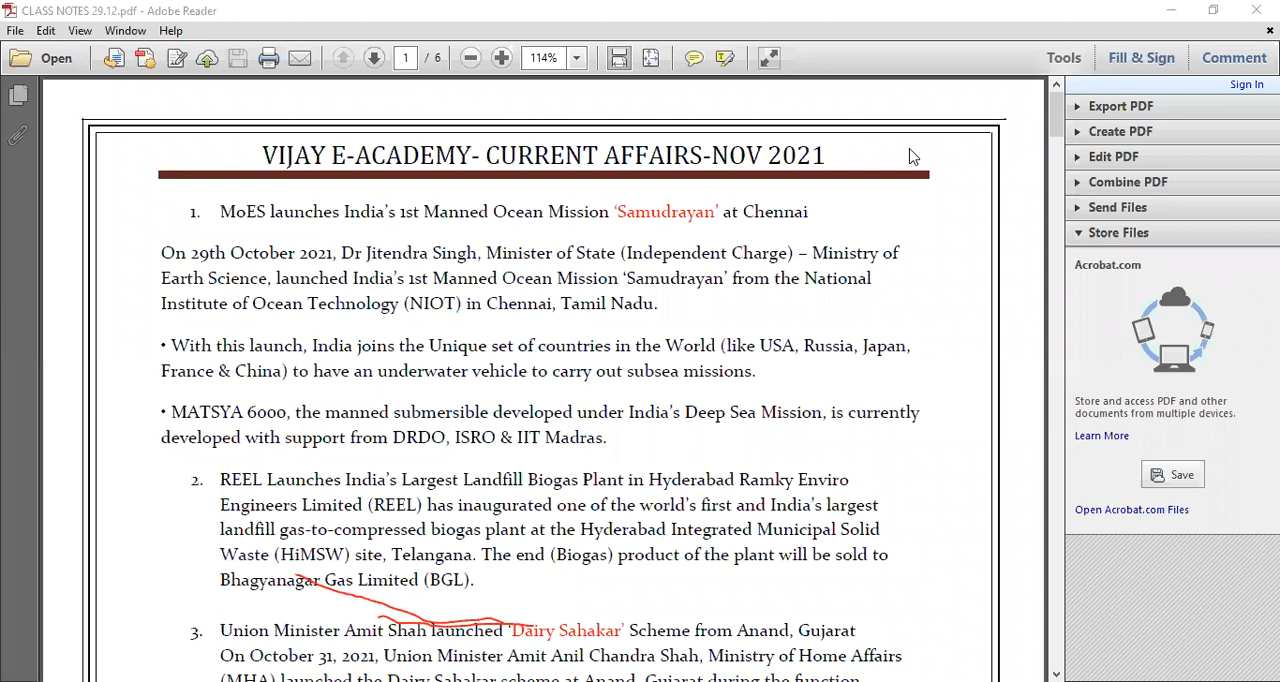 CLASS NOTES 29.12.pdf - Adobe Reader
File Edit View Window Help
Open 1 / 6 114% Tools Fill & Sign Comment
Sign In
Export PDF
Create PDF
Edit PDF
Combine PDF
Send Files
Store Files
Acrobat.com
Store and access PDF and other
documents from multiple devices.
Learn More
Save
Open Acrobat.com Files
VIJAY E-ACADEMY- CURRENT AFFAIRS-NOV 2021
1. MoES launches India's 1st Manned Ocean Mission 'Samudrayan' at Chennai
On 29th October 2021, Dr Jitendra Singh, Minister of State (Independent Charge) – Ministry of
Earth Science, launched India's 1st Manned Ocean Mission 'Samudrayan' from the National
Institute of Ocean Technology (NIOT) in Chennai, Tamil Nadu.
• With this launch, India joins the Unique set of countries in the World (like USA, Russia, Japan,
France & China) to have an underwater vehicle to carry out subsea missions.
• MATSYA 6000, the manned submersible developed under India's Deep Sea Mission, is currently
developed with support from DRDO, ISRO & IIT Madras.
2. REEL Launches India's Largest Landfill Biogas Plant in Hyderabad Ramky Enviro
Engineers Limited (REEL) has inaugurated one of the world's first and India's largest
landfill gas-to-compressed biogas plant at the Hyderabad Integrated Municipal Solid
Waste (HiMSW) site, Telangana. The end (Biogas) product of the plant will be sold to
Bhagyanagar Gas Limited (BGL).
3. Union Minister Amit Shah launched 'Dairy Sahakar' Scheme from Anand, Gujarat
On October 31, 2021, Union Minister Amit Anil Chandra Shah, Ministry of Home Affairs
(MHA) launched the Dairy Sahakar scheme at Anand, Gujarat during the function